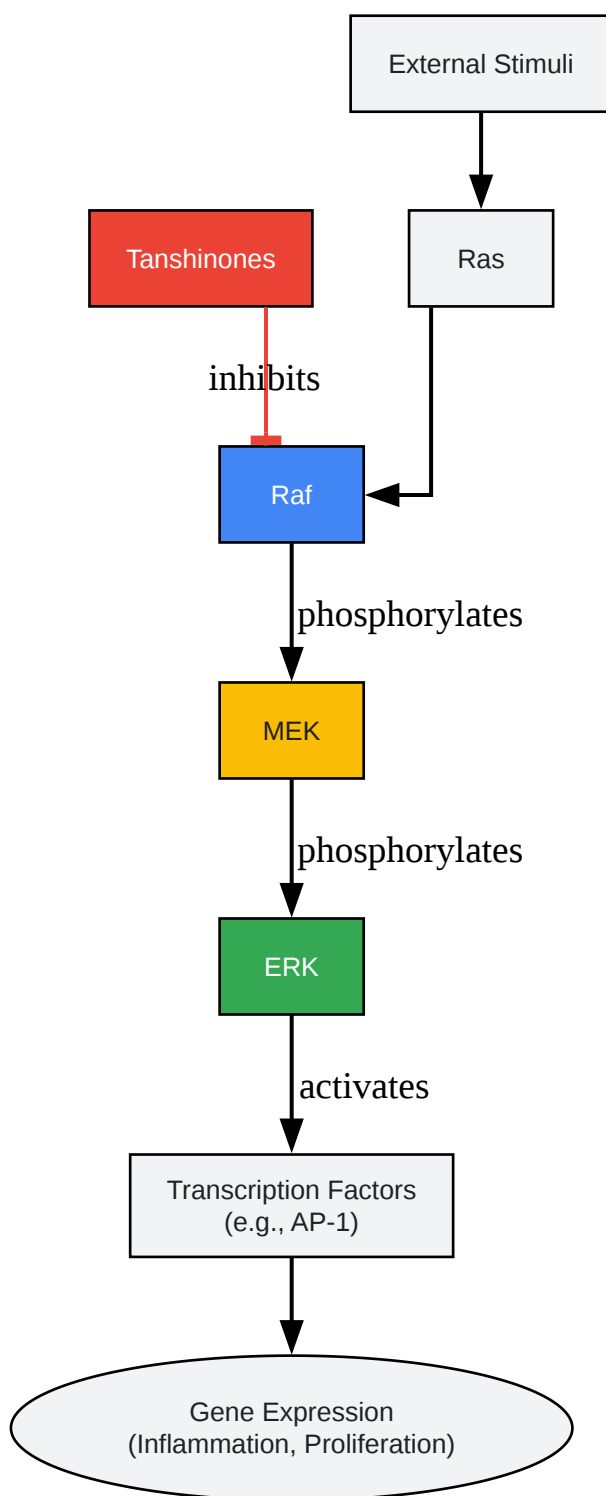 External Stimuli
Tanshinones
Ras
inhibits
Raf
phosphorylates
MEK
phosphorylates
ERK
activates
Transcription Factors
(e.g., AP-1)
Gene Expression
(Inflammation, Proliferation)